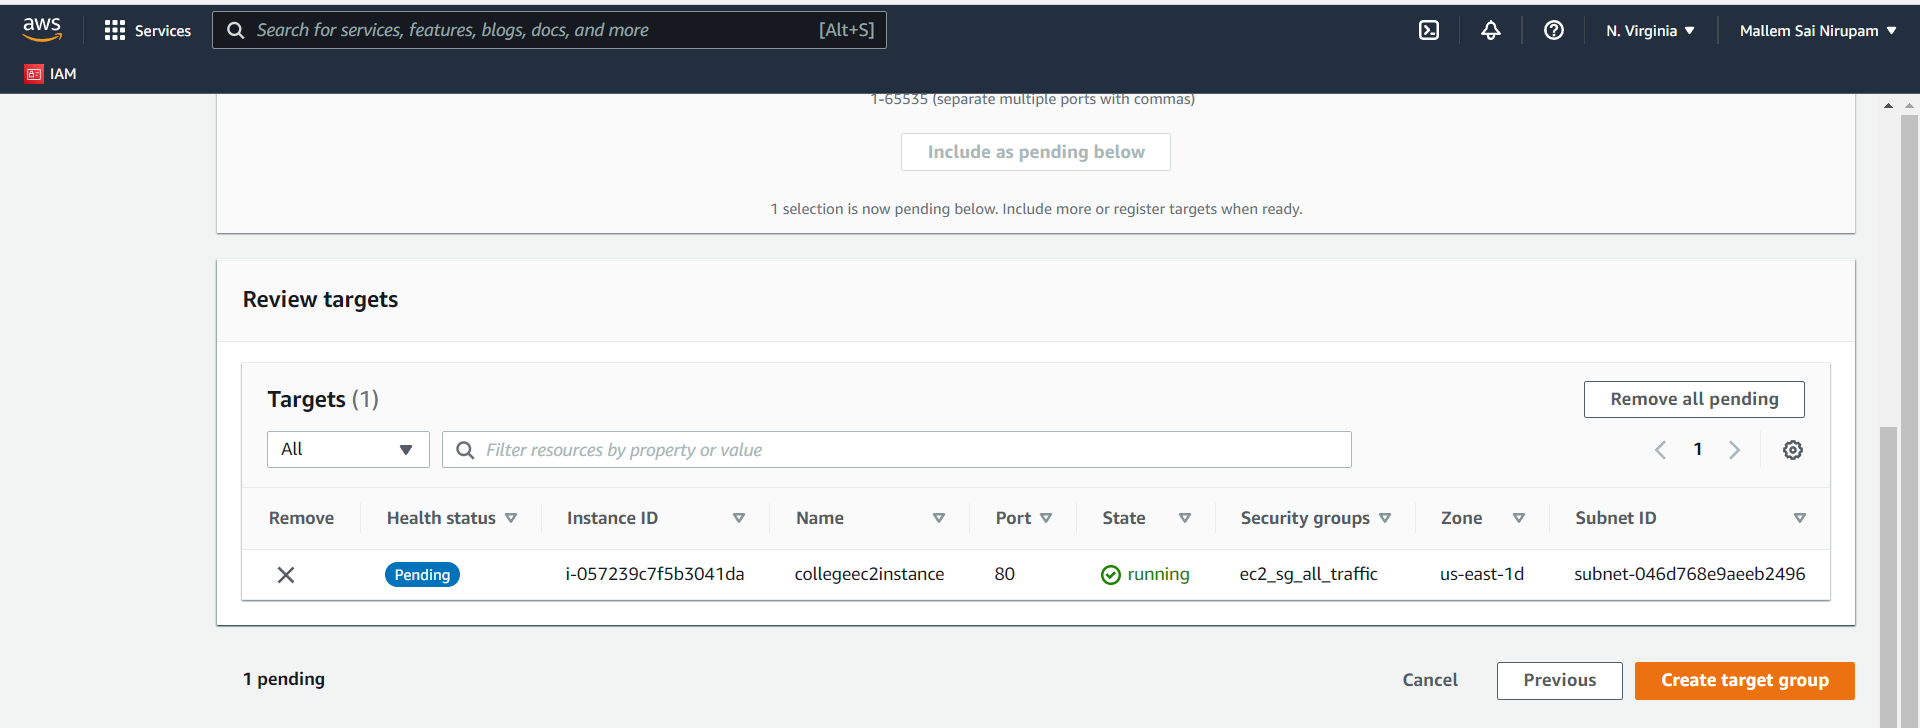 aws
Services
Search for services, features, blogs, docs, and more [Alt+S]
N. Virginia
Mallem Sai Nirupam
IAM
1-65535 (separate multiple ports with commas)
Include as pending below
1 selection is now pending below. Include more or register targets when ready.
Review targets
Targets (1)
Remove all pending
All
Filter resources by property or value
1
Remove Health status Instance ID Name Port State Security groups Zone Subnet ID
Pending i-057239c7f5b3041da collegeec2instance 80 running ec2_sg_all_traffic us-east-1d subnet-046d768e9aeeb2496
1 pending
Cancel
Previous
Create target group